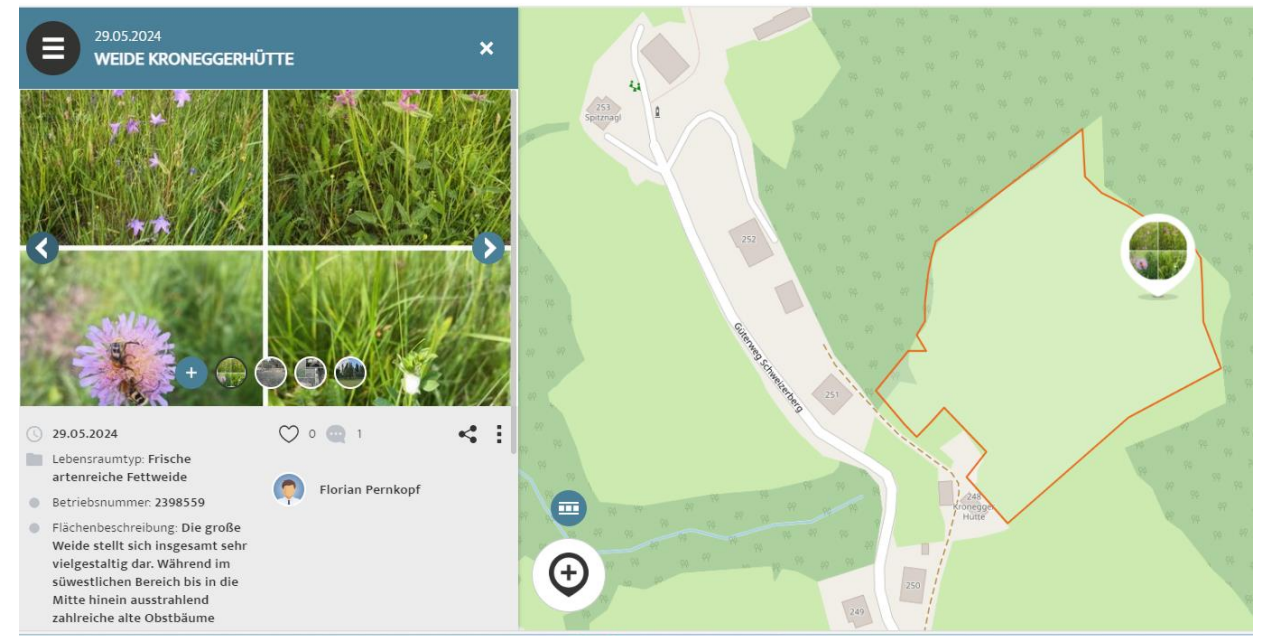 29.05.2024
WEIDE KRONEGGERHÜTTE
29.05.2024
0
1
Lebensraumtyp: Frische
artenreiche Fettweide
Florian Pernkopf
Betriebsnummer: 2398559
Flächenbeschreibung: Die große
Weide stellt sich insgesamt sehr
vielgestaltig dar. Während im
süwestlichen Bereich bis in die
Mitte hinein ausstrahlend
zahlreiche alte Obstbäume
253
Spitznagl
252
Güterweg Schweizerberg
251
248
Kronegger
Hütte
250
249